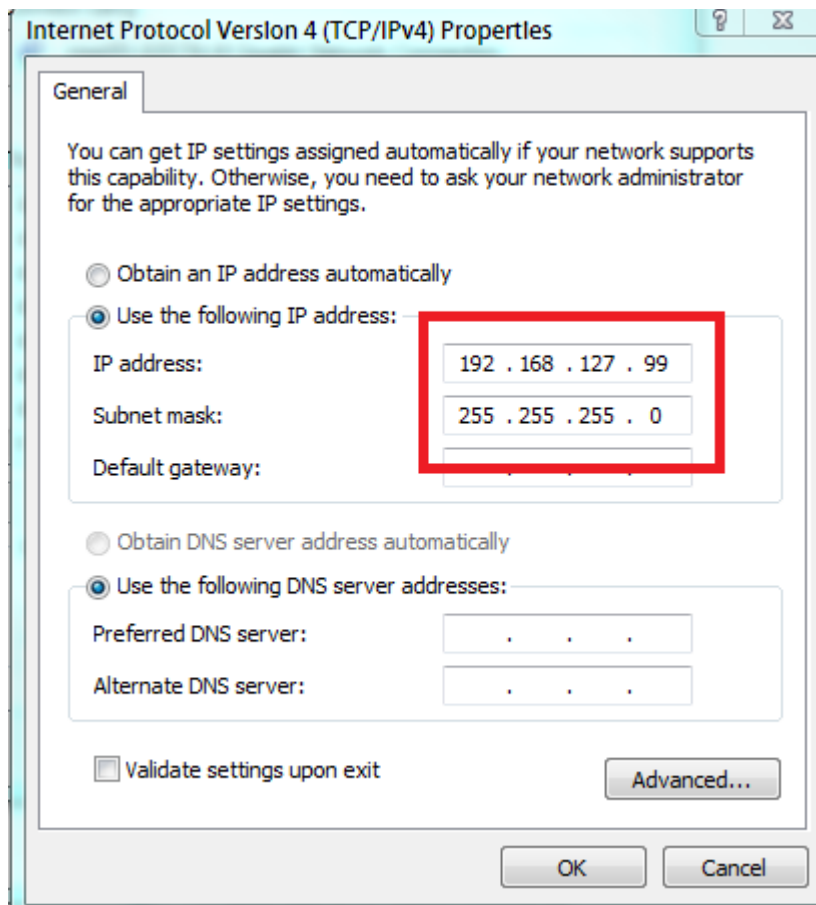 Internet Protocol Version 4 (TCP/IPv4) Properties
General
You can get IP settings assigned automatically if your network supports
this capability. Otherwise, you need to ask your network administrator
for the appropriate IP settings.
Obtain an IP address automatically
Use the following IP address:
IP address: 192 . 168 . 127 . 99
Subnet mask: 255 . 255 . 255 . 0
Default gateway: . . .
Obtain DNS server address automatically
Use the following DNS server addresses:
Preferred DNS server: . . .
Alternate DNS server: . . .
Validate settings upon exit
Advanced...
OK Cancel